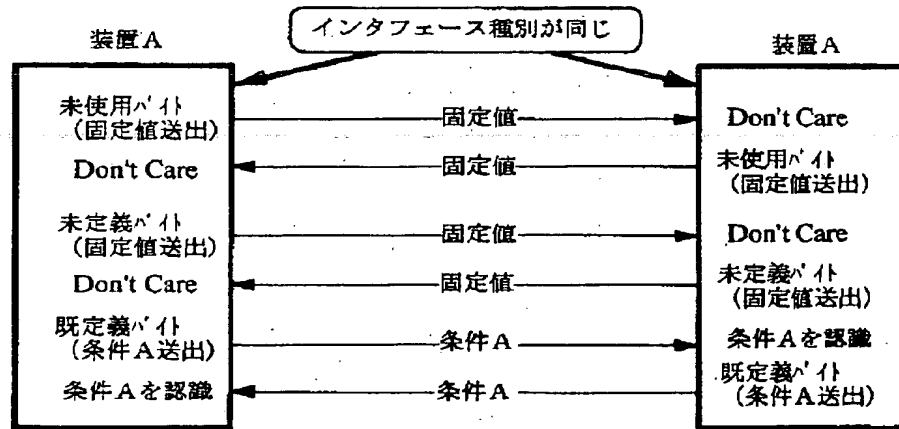 インタフェース種別が同じ
装置A
装置A
未使用バイト
(固定値送出)
固定値
Don't Care
Don't Care
固定値
未使用バイト
(固定値送出)
未定義バイト
(固定値送出)
固定値
Don't Care
Don't Care
固定値
未定義バイト
(固定値送出)
既定義バイト
(条件A送出)
条件A
条件Aを認識
条件Aを認識
条件A
既定義バイト
(条件A送出)